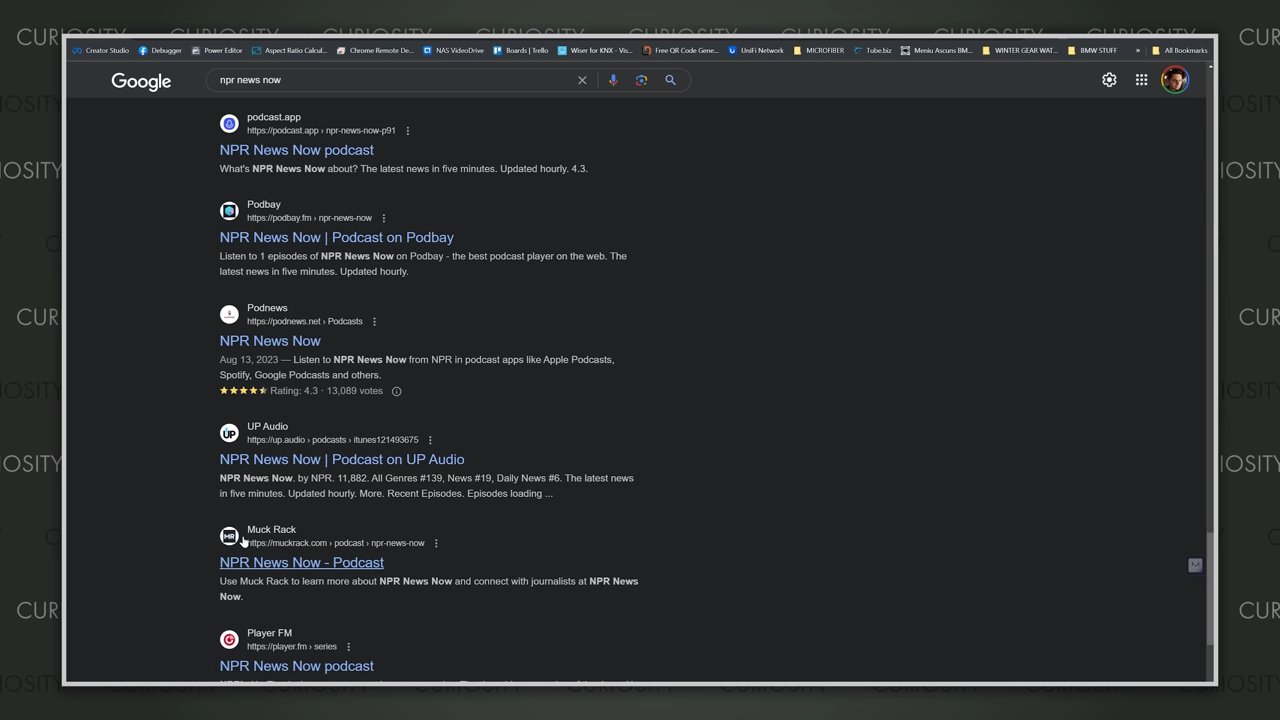 CURIOSITY CURIOSITY CURIOSITY CURIOSITY CURIOSITY
Creator Studio Debugger Power Editor Aspect Ratio Calcul... Chrome Remote De... NAS VideoDrive Boards | Trello Wiser for KNX - Vis... Free QR Code Gene... UniFi Network MICROFIBER Tube.biz Meniu Ascuns BM... WINTER GEAR WAT... BMW STUFF » All Bookmarks
Google npr news now
podcast.app
https://podcast.app › npr-news-now-p91
NPR News Now podcast
What's NPR News Now about? The latest news in five minutes. Updated hourly. 4.3.
Podbay
https://podbay.fm › npr-news-now
NPR News Now | Podcast on Podbay
Listen to 1 episodes of NPR News Now on Podbay - the best podcast player on the web. The
latest news in five minutes. Updated hourly.
Podnews
https://podnews.net › Podcasts
NPR News Now
Aug 13, 2023 — Listen to NPR News Now from NPR in podcast apps like Apple Podcasts,
Spotify, Google Podcasts and others.
Rating: 4.3 · 13,089 votes
UP Audio
https://up.audio › podcasts › itunes121493675
NPR News Now | Podcast on UP Audio
NPR News Now. by NPR. 11,882. All Genres #139, News #19, Daily News #6. The latest news
in five minutes. Updated hourly. More. Recent Episodes. Episodes loading ...
Muck Rack
https://muckrack.com › podcast › npr-news-now
NPR News Now - Podcast
Use Muck Rack to learn more about NPR News Now and connect with journalists at NPR News
Now.
Player FM
https://player.fm › series
NPR News Now podcast